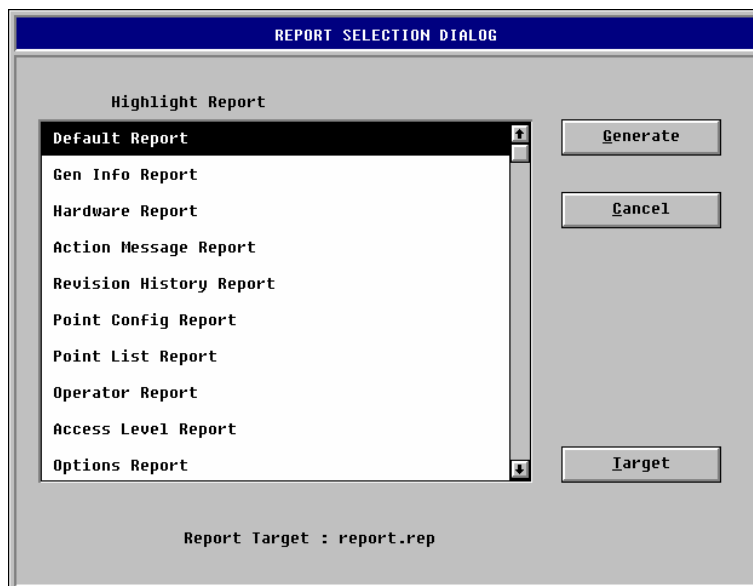 REPORT SELECTION DIALOG
Highlight Report
Default Report
Gen Info Report
Hardware Report
Action Message Report
Revision History Report
Point Config Report
Point List Report
Operator Report
Access Level Report
Options Report
Generate
Cancel
Target
Report Target : report.rep